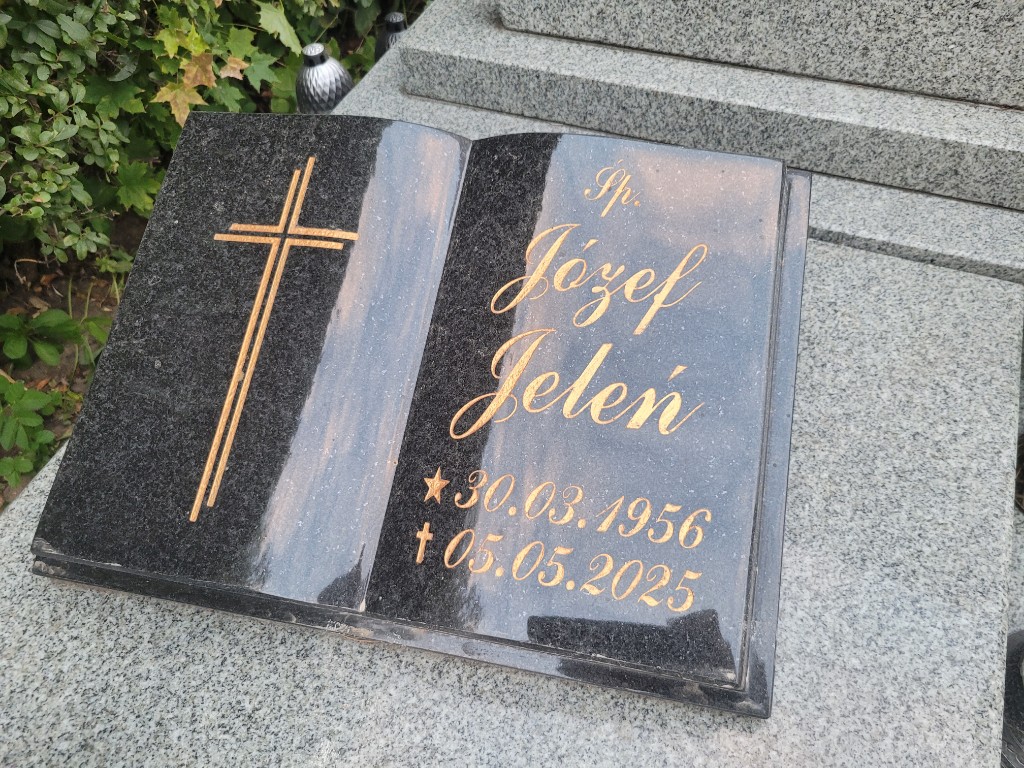 Śp.
Józef
Jeleń
★ 30.03.1956
✝ 05.05.2025